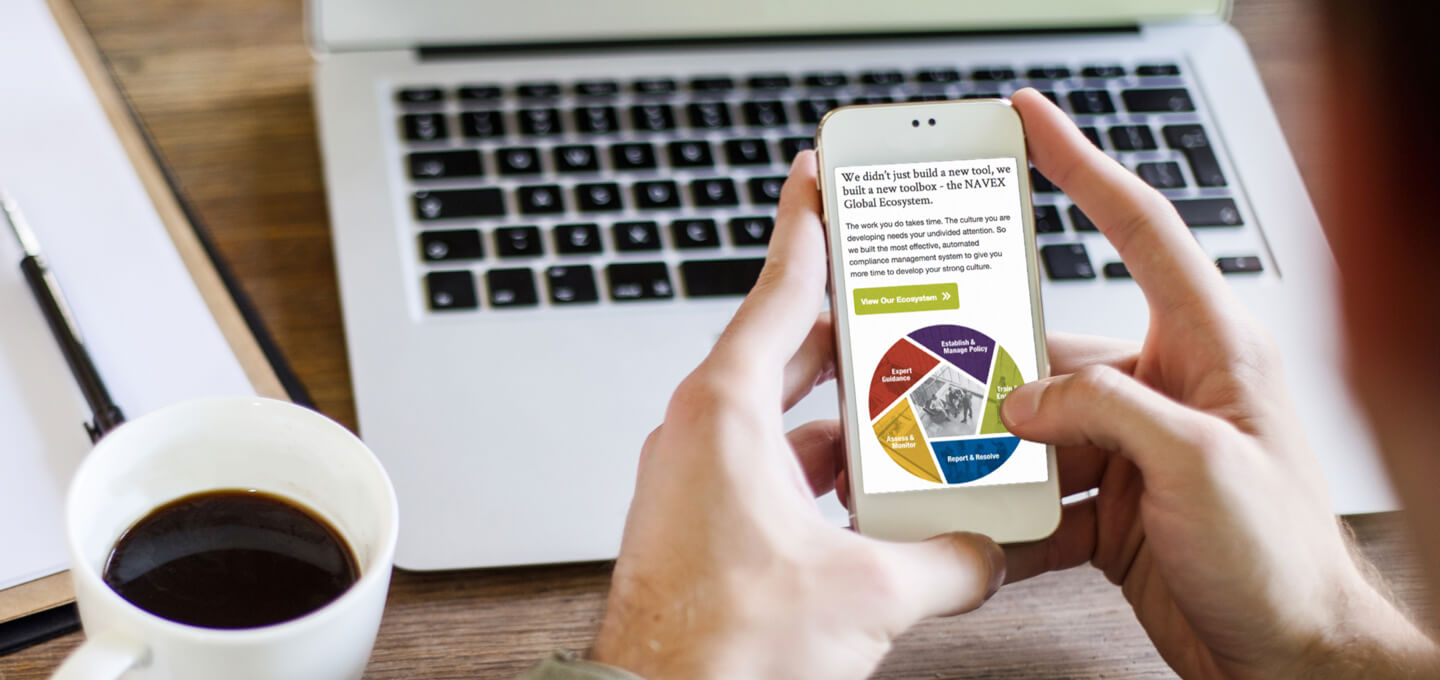 We didn't just build a new tool, we
built a new toolbox - the NAVEX
Global Ecosystem.
The work you do takes time. The culture you are
developing needs your undivided attention. So
we built the most effective, automated
compliance management system to give you
more time to develop your strong culture.
View Our Ecosystem »
Establish &
Manage Policy
Expert
Guidance
Train
Assess &
Monitor
Report & Resolve